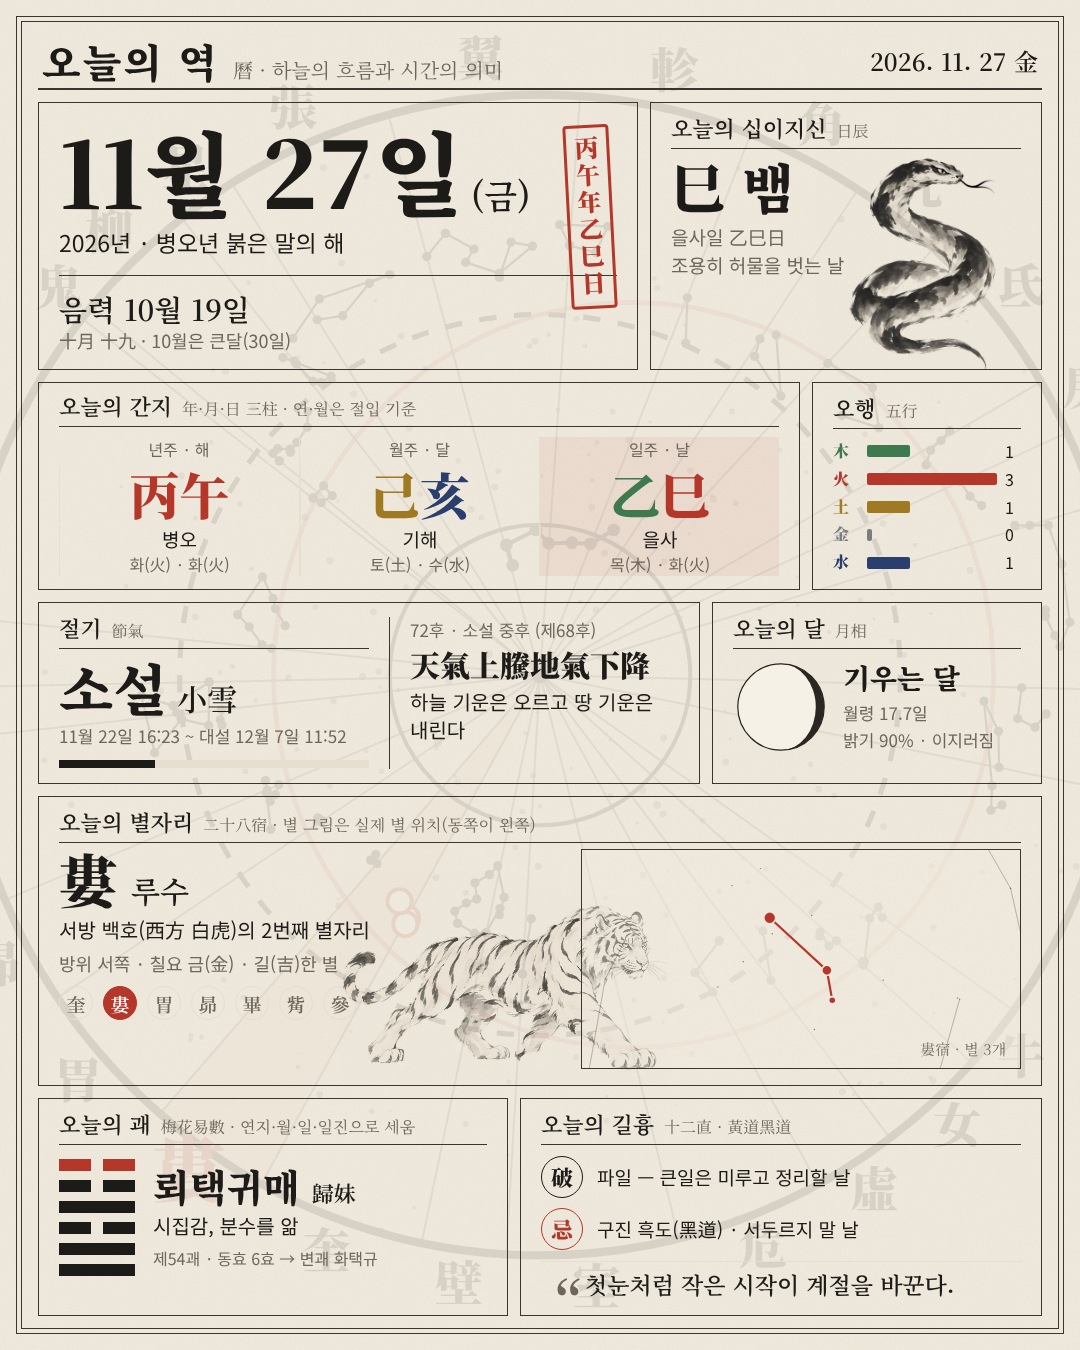 오늘의 역 曆 · 하늘의 흐름과 시간의 의미
2026. 11. 27 金
11월 27일 (금)
2026년 · 병오년 붉은 말의 해
음력 10월 19일
十月 十九 · 10월은 큰달(30일)
丙午年乙巳日
오늘의 십이지신 日辰
巳 뱀
을사일 乙巳日
조용히 허물을 벗는 날
오늘의 간지 年·月·日 三柱 · 연·월은 절입 기준
년주 · 해
丙午
병오
화(火) · 화(火)
월주 · 달
己亥
기해
토(土) · 수(水)
일주 · 날
乙巳
을사
목(木) · 화(火)
오행 五行
木 1
火 3
土 1
金 0
水 1
절기 節氣
소설 小雪
11월 22일 16:23 ~ 대설 12월 7일 11:52
72후 · 소설 중후 (제68후)
天氣上騰地氣下降
하늘 기운은 오르고 땅 기운은
내린다
오늘의 달 月相
기우는 달
월령 17.7일
밝기 90% · 이지러짐
오늘의 별자리 二十八宿 · 별 그림은 실제 별 위치(동쪽이 왼쪽)
婁 루수
서방 백호(西方 白虎)의 2번째 별자리
방위 서쪽 · 칠요 금(金) · 길(吉)한 별
奎 婁 胃 昴 畢 觜 參
婁宿 · 별 3개
오늘의 괘 梅花易數 · 연지·월·일·일진으로 세움
뢰택귀매 歸妹
시집감, 분수를 앎
제54괘 · 동효 6효 → 변괘 화택규
오늘의 길흉 十二直 · 黃道黑道
破 파일 — 큰일은 미루고 정리할 날
忌 구진 흑도(黑道) · 서두르지 말 날
“ 첫눈처럼 작은 시작이 계절을 바꾼다.
翼
軫
張
角
柳
鬼
氐
胃
牛
女
虛
危
室
壁
奎
婁